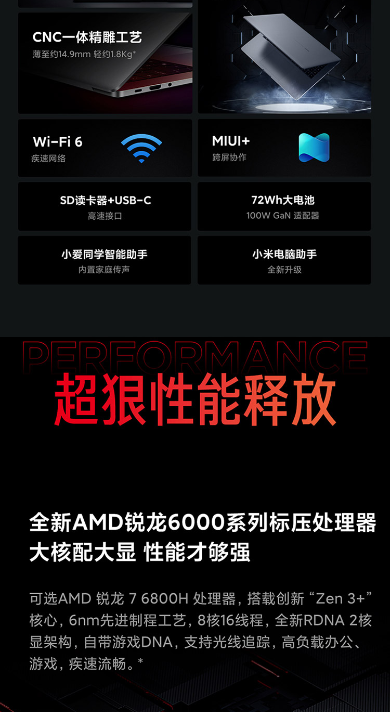 CNC一体精雕工艺
薄至约14.9mm 轻约1.8Kg*
Wi-Fi 6
疾速网络
MIUI+
跨屏协作
SD读卡器+USB-C
高速接口
72Wh大电池
100W GaN 适配器
小爱同学智能助手
内置家庭传声
小米电脑助手
全新升级
PERFORMANCE
超狠性能释放
全新AMD锐龙6000系列标压处理器
大核配大显 性能才够强
可选AMD 锐龙 7 6800H 处理器，搭载创新 “Zen 3+”
核心，6nm先进制程工艺，8核16线程，全新RDNA 2核
显架构，自带游戏DNA，支持光线追踪，高负载办公、
游戏，疾速流畅。*